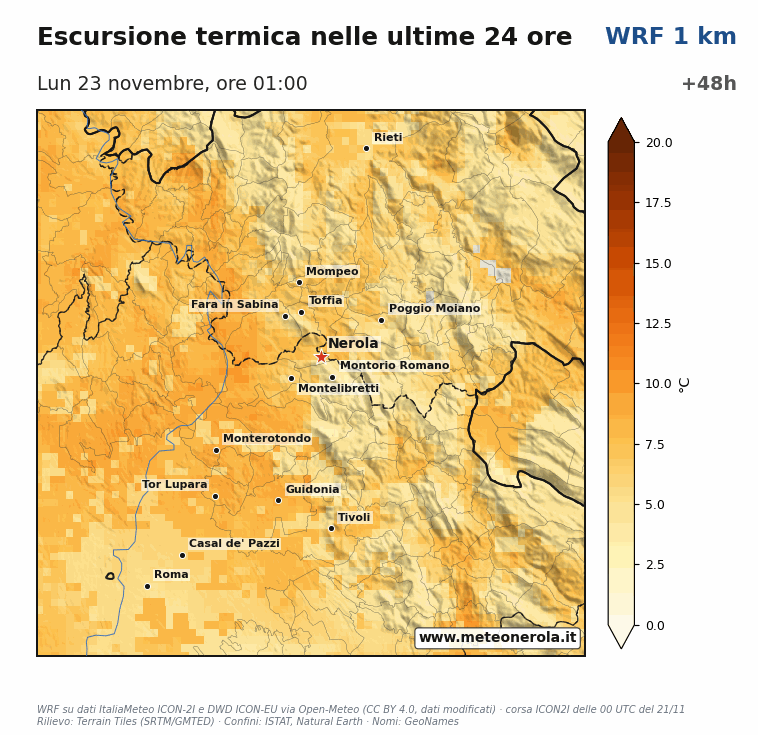 Escursione termica nelle ultime 24 ore
WRF 1 km
Lun 23 novembre, ore 01:00
+48h
Rieti
Mompeo
Fara in Sabina
Toffia
Poggio Moiano
Nerola
Montorio Romano
Montelibretti
Monterotondo
Tor Lupara
Guidonia
Tivoli
Casal de' Pazzi
Roma
www.meteonerola.it
20.0
17.5
15.0
12.5
10.0
7.5
5.0
2.5
0.0
°C
WRF su dati ItaliaMeteo ICON-2I e DWD ICON-EU via Open-Meteo (CC BY 4.0, dati modificati) · corsa ICON2I delle 00 UTC del 21/11
Rilievo: Terrain Tiles (SRTM/GMTED) · Confini: ISTAT, Natural Earth · Nomi: GeoNames